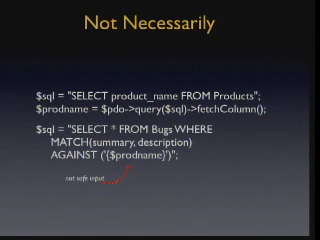 Not Necessarily
$sql = "SELECT product_name FROM Products";
$prodname = $pdo->query($sql)->fetchColumn();
$sql = "SELECT * FROM Bugs WHERE
MATCH(summary, description)
AGAINST ('{$prodname}')";
not safe input